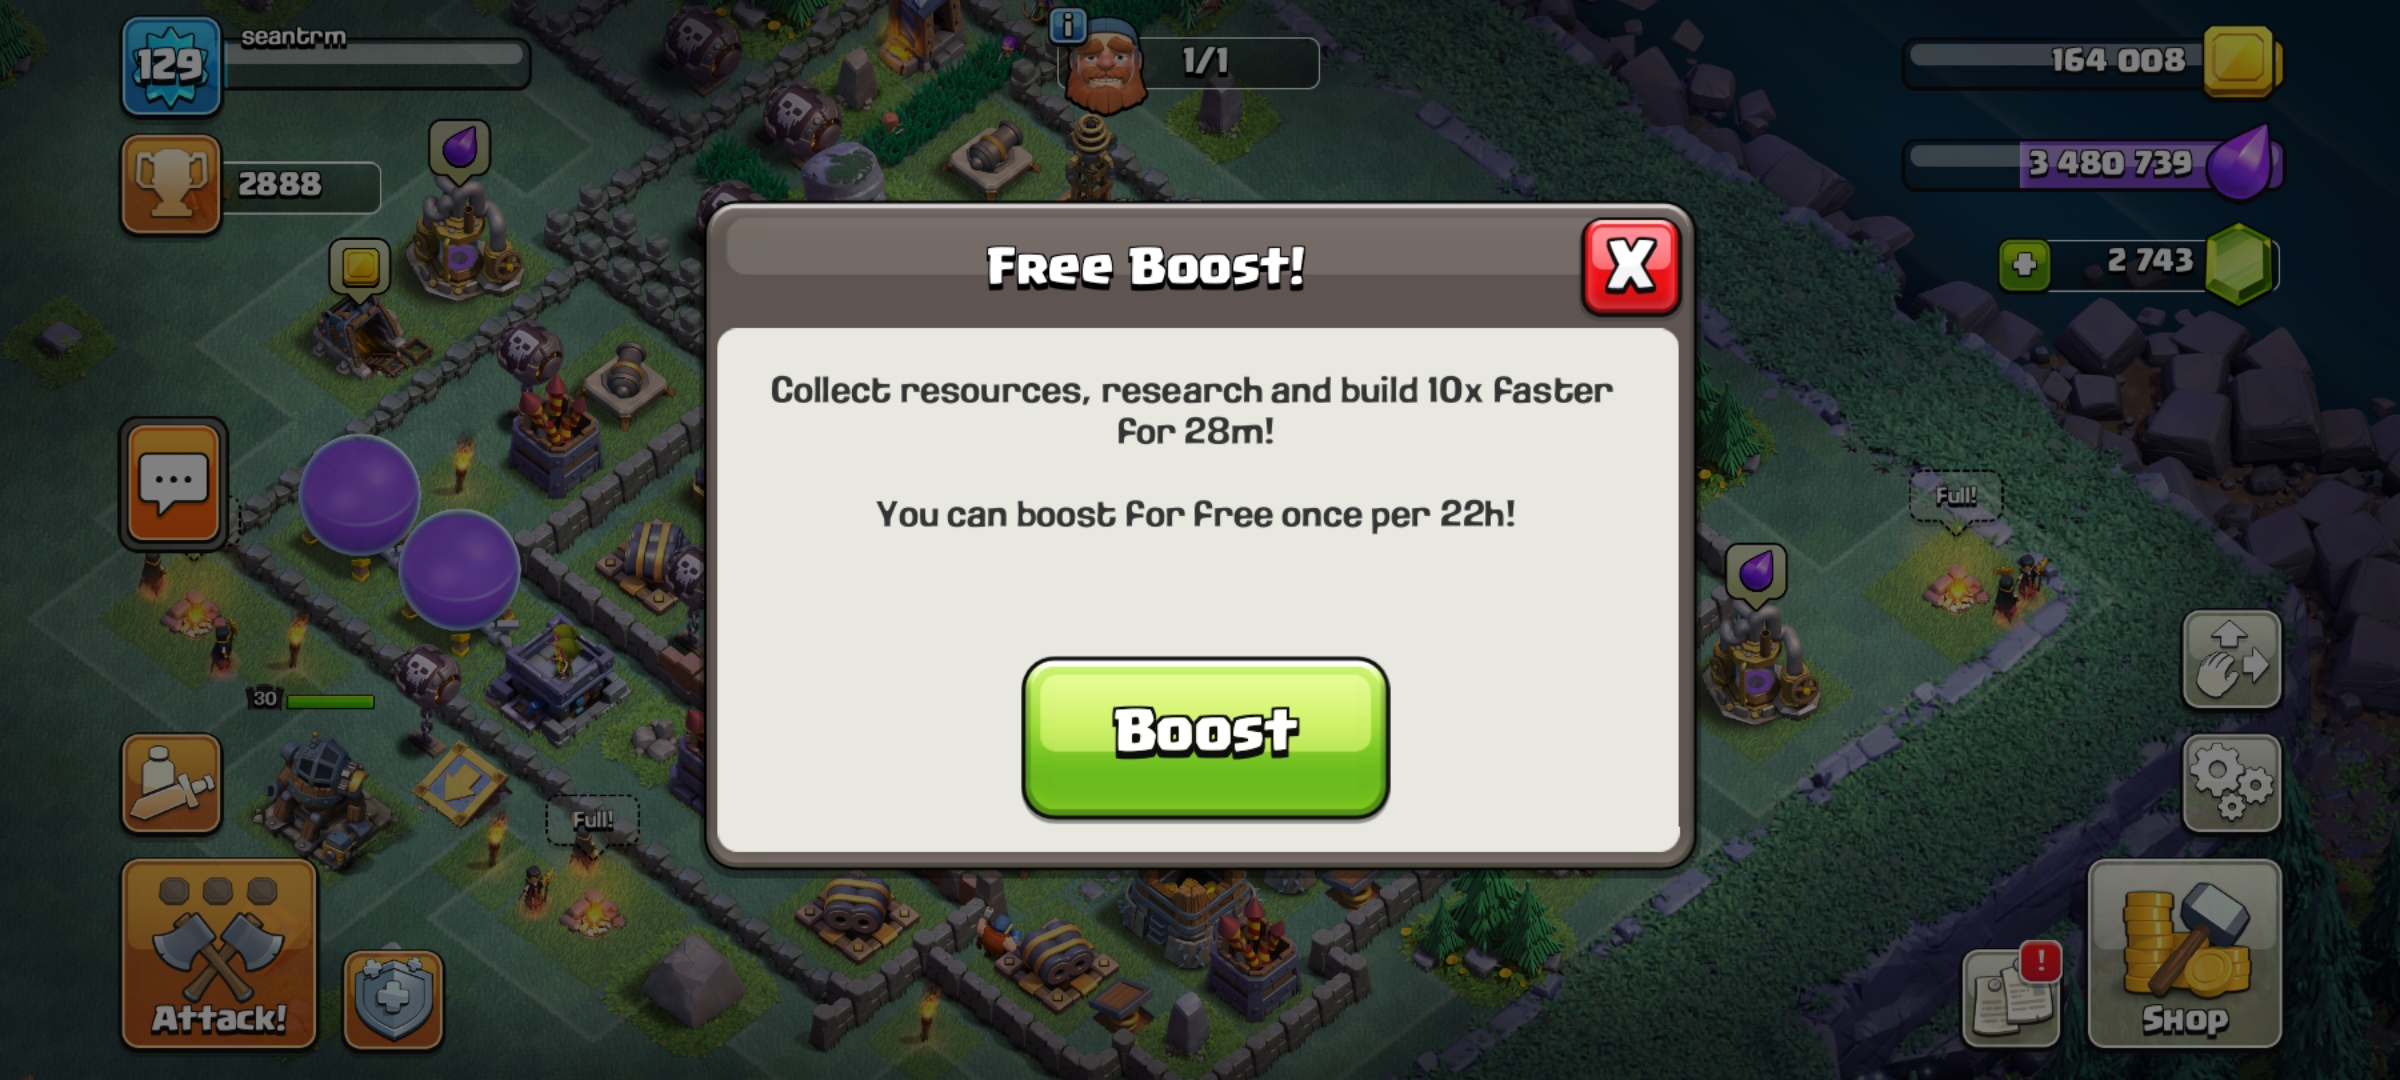 129
seantrm
i
1/1
164 008
2888
3 480 739
2 743
Free Boost!
X
Collect resources, research and build 10x faster
for 28m!
You can boost for free once per 22h!
Full!
30
Boost
Full!
!
Attack!
Shop